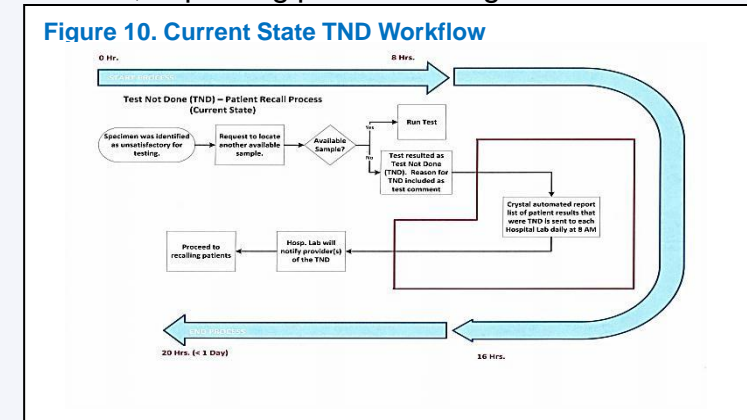 Figure 10. Current State TND Workflow
0 Hr.
8 Hrs.
START PROCESS
Test Not Done (TND) – Patient Recall Process
(Current State)
Specimen was identified
as unsatisfactory for
testing.
Request to locate
another available
sample.
Available
Sample?
Yes
Run Test
No
Test resulted as
Test Not Done
(TND). Reason for
TND included as
test comment
Crystal automated report
list of patient results that
were TND is sent to each
Hospital Lab daily at 8 AM
Hosp. Lab will
notify provider(s)
of the TND
Proceed to
recalling patients
END PROCESS
20 Hrs. (< 1 Day)
16 Hrs.